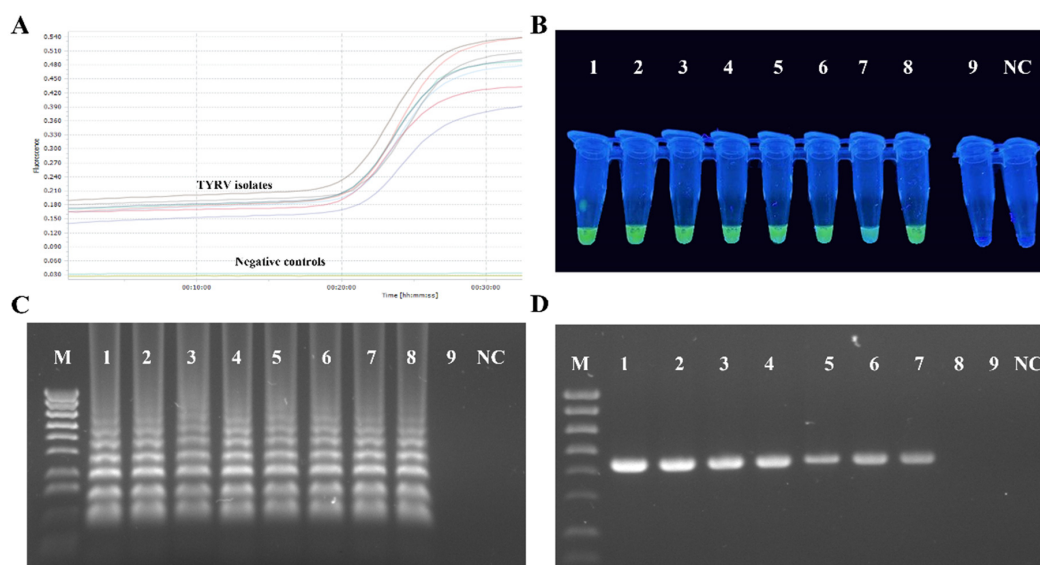 A
0.540
0.510
0.480
0.450
0.420
0.390
0.360
0.330
0.300
0.270
0.240
0.210
0.180
0.150
0.120
0.090
0.060
0.030
Fluorescence
TYRV isolates
Negative controls
00:10:00 00:20:00 00:30:00
Time [hh:mm:ss]
B
1 2 3 4 5 6 7 8 9 NC
C
M 1 2 3 4 5 6 7 8 9 NC
D
M 1 2 3 4 5 6 7 8 9 NC